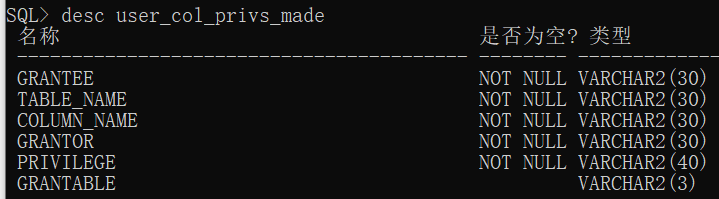 SQL> desc user_col_privs_made
名称 是否为空? 类型
----------------------------------------- -------- -------------
GRANTEE NOT NULL VARCHAR2(30)
TABLE_NAME NOT NULL VARCHAR2(30)
COLUMN_NAME NOT NULL VARCHAR2(30)
GRANTOR NOT NULL VARCHAR2(30)
PRIVILEGE NOT NULL VARCHAR2(40)
GRANTABLE VARCHAR2(3)